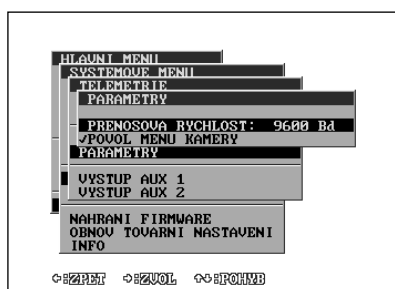 HLAVNI MENU
SYSTEMOVE MENU
TELEMETRIE
PARAMETRY
PRENOSOVA RYCHLOST: 9600 Bd
✓POVOL MENU KAMERY
PARAMETRY
VYSTUP AUX 1
VYSTUP AUX 2
NAHRANI FIRMWARE
OBNOV TOVARNI NASTAVENI
INFO
:ZPET :ZVOL :POHYB